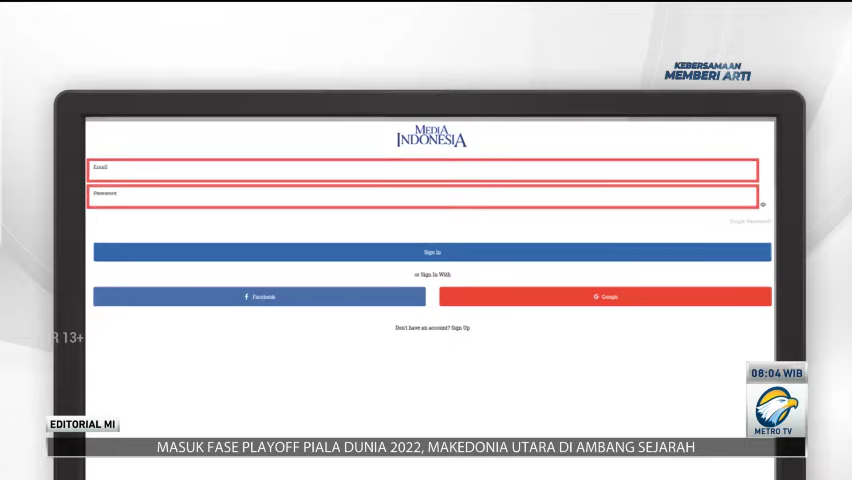 KEBERSAMAAN
MEMBERI ARTI
MEDIA
INDONESIA
Email
Password
Forgot Password?
Sign In
or Sign In With
Facebook
Google
Don't have an account? Sign Up
R 13+
08:04 WIB
METRO TV
EDITORIAL MI
MASUK FASE PLAYOFF PIALA DUNIA 2022, MAKEDONIA UTARA DI AMBANG SEJARAH